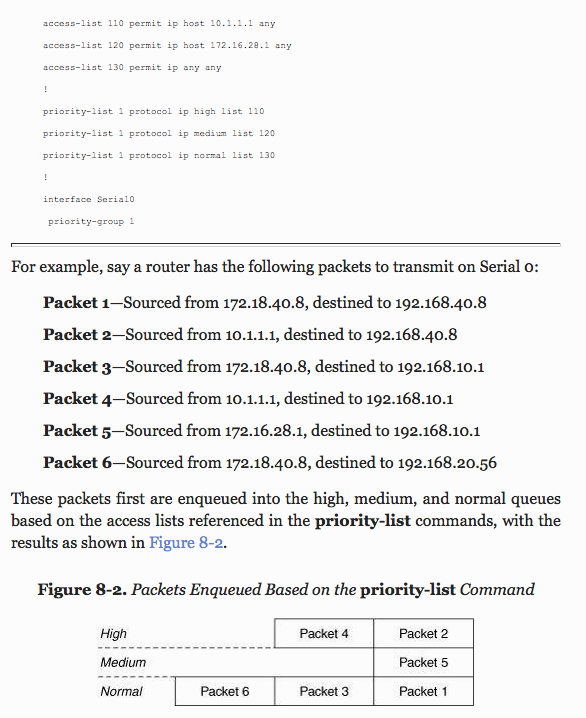 access-list 110 permit ip host 10.1.1.1 any
access-list 120 permit ip host 172.16.28.1 any
access-list 130 permit ip any any
!
priority-list 1 protocol ip high list 110
priority-list 1 protocol ip medium list 120
priority-list 1 protocol ip normal list 130
!
interface Serial0
priority-group 1
For example, say a router has the following packets to transmit on Serial 0:
Packet 1—Sourced from 172.18.40.8, destined to 192.168.40.8
Packet 2—Sourced from 10.1.1.1, destined to 192.168.40.8
Packet 3—Sourced from 172.18.40.8, destined to 192.168.10.1
Packet 4—Sourced from 10.1.1.1, destined to 192.168.10.1
Packet 5—Sourced from 172.16.28.1, destined to 192.168.10.1
Packet 6—Sourced from 172.18.40.8, destined to 192.168.20.56
These packets first are enqueued into the high, medium, and normal queues
based on the access lists referenced in the priority-list commands, with the
results as shown in Figure 8-2.
Figure 8-2. Packets Enqueued Based on the priority-list Command
High Packet 4 Packet 2
Medium Packet 5
Normal Packet 6 Packet 3 Packet 1